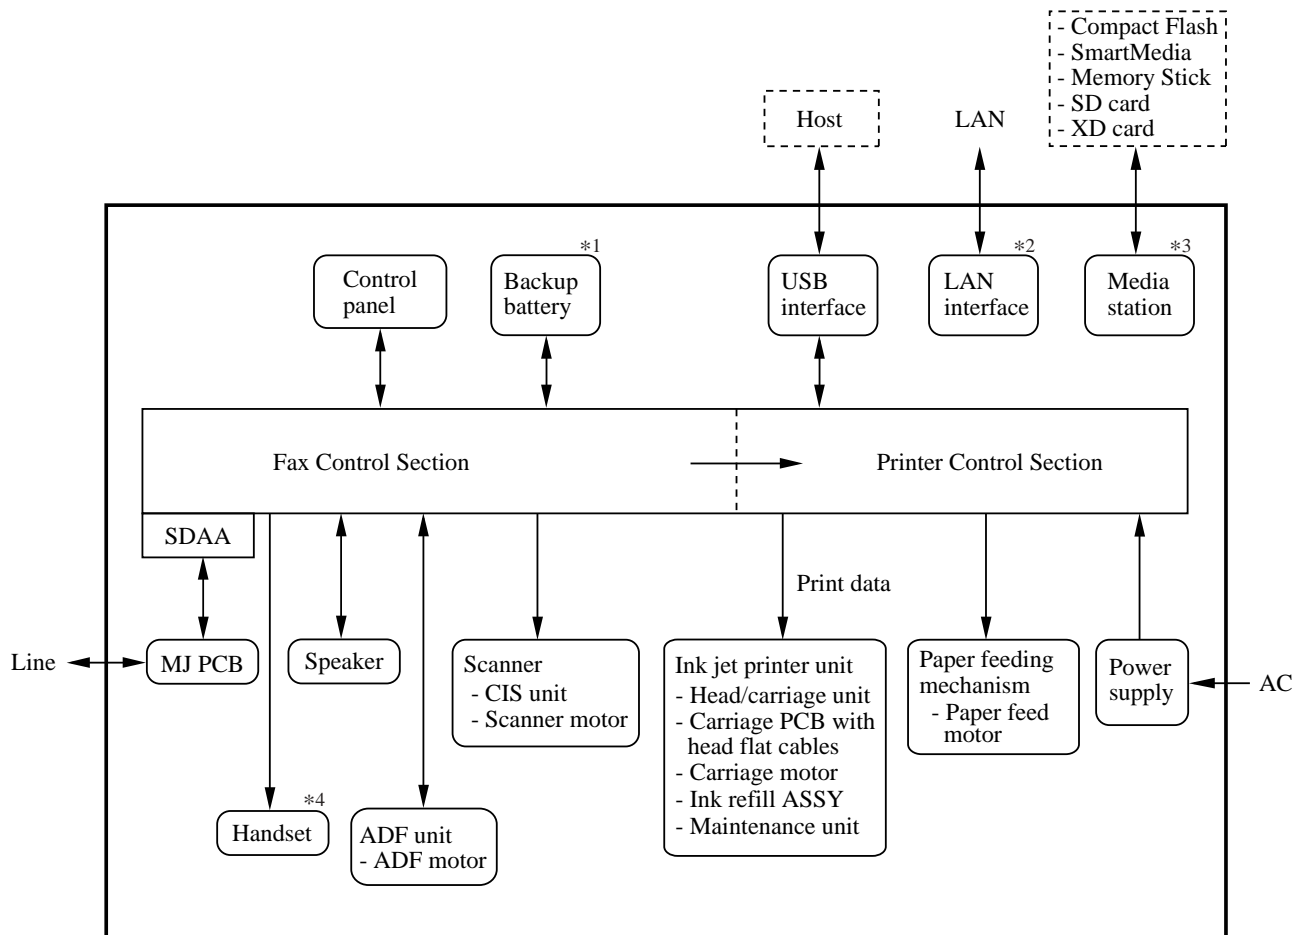 - Compact Flash
- SmartMedia
- Memory Stick
- SD card
- XD card
Host
LAN
*1
*2
*3
Control
panel
Backup
battery
USB
interface
LAN
interface
Media
station
Fax Control Section
Printer Control Section
SDAA
Print data
Line
MJ PCB
Speaker
Scanner
- CIS unit
- Scanner motor
Ink jet printer unit
- Head/carriage unit
- Carriage PCB with
head flat cables
- Carriage motor
- Ink refill ASSY
- Maintenance unit
Paper feeding
mechanism
- Paper feed
motor
Power
supply
AC
*4
Handset
ADF unit
- ADF motor